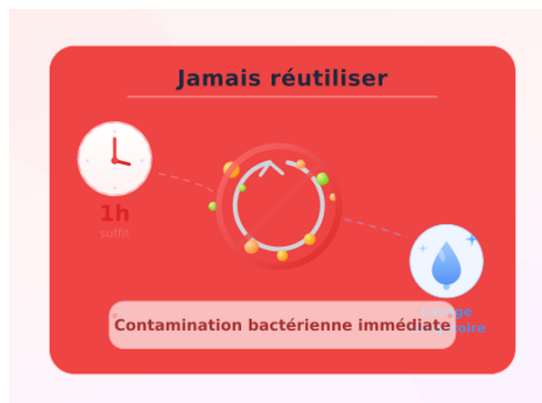 Jamais réutiliser
1h
suffit
Contamination bactérienne immédiate